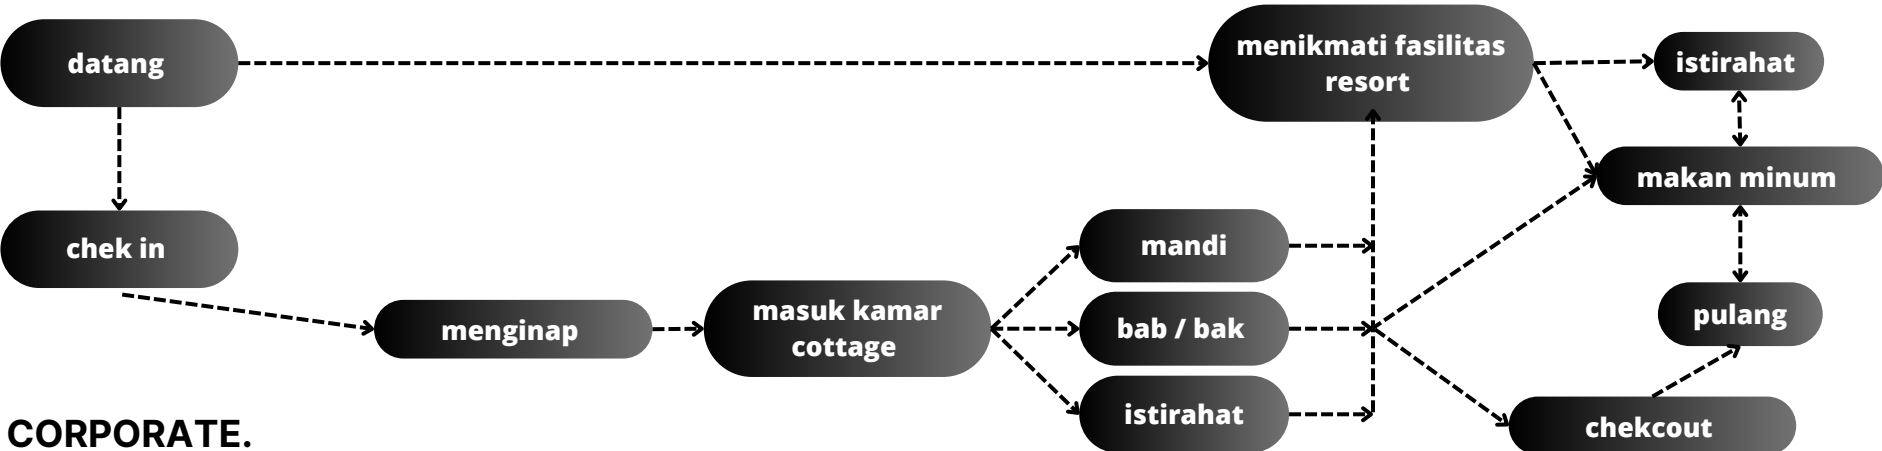 datang
menikmati fasilitas
resort
istirahat
makan minum
chek in
mandi
menginap
masuk kamar
cottage
bab / bak
pulang
istirahat
chekcout
CORPORATE.